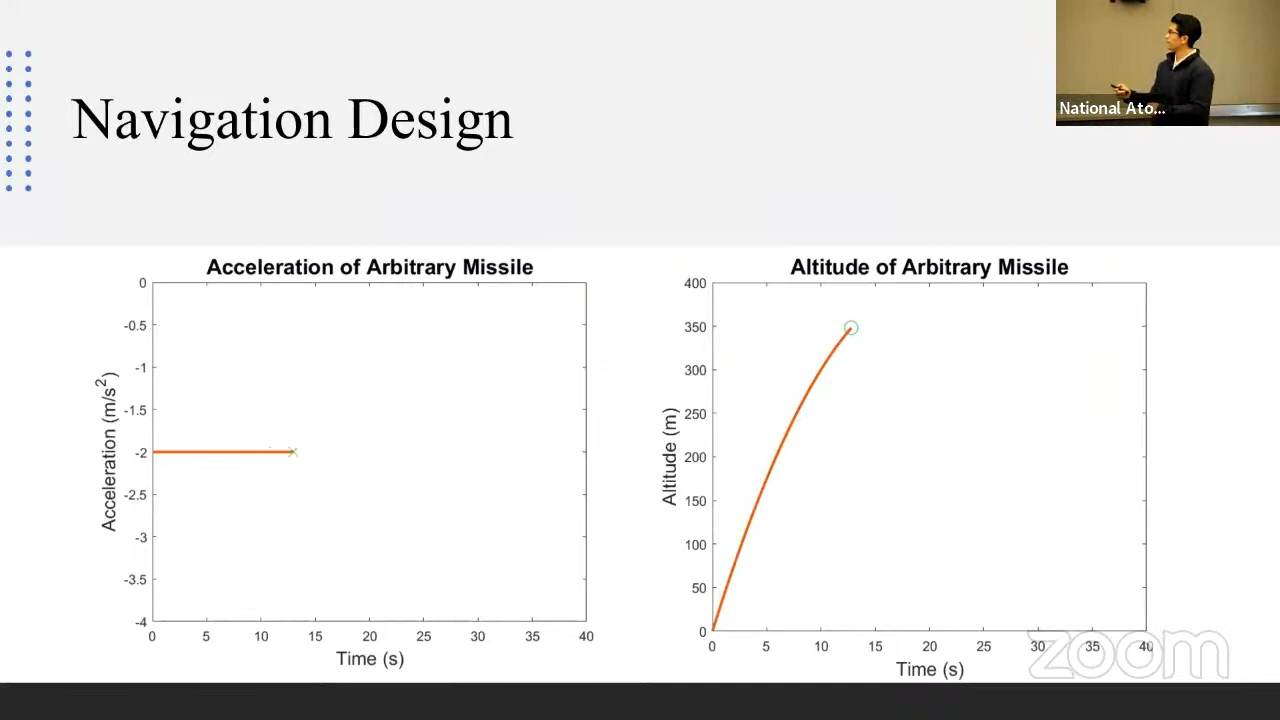 National Ato...
Navigation Design
Acceleration of Arbitrary Missile
0
-0.5
-1
-1.5
-2
-2.5
-3
-3.5
-4
Acceleration (m/s²)
0 5 10 15 20 25 30 35 40
Time (s)
Altitude of Arbitrary Missile
400
350
300
250
200
150
100
50
0
Altitude (m)
0 5 10 15 20 25 30 35 40
Time (s)
zoom